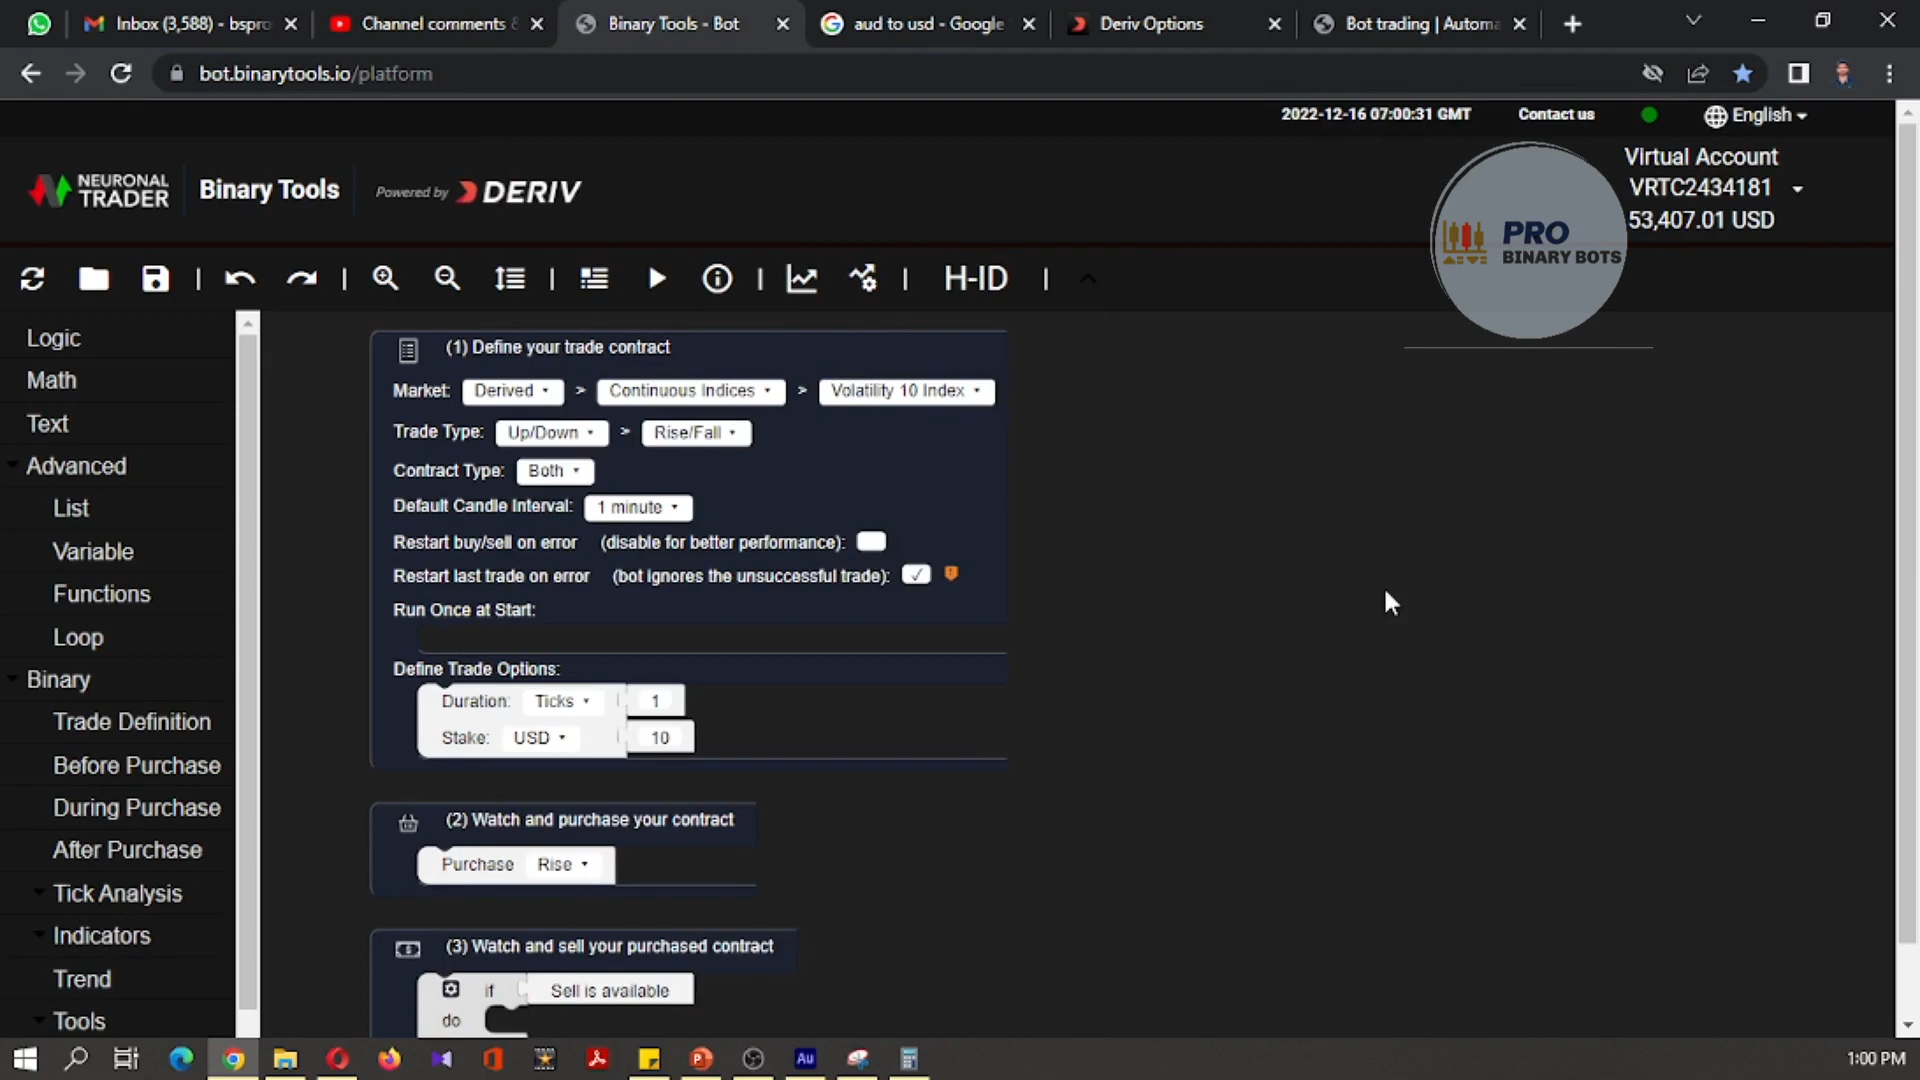 Inbox (3,588) - bspro
Channel comments &
Binary Tools - Bot
aud to usd - Google
Deriv Options
Bot trading | Automa
bot.binarytools.io/platform
2022-12-16 07:00:31 GMT
Contact us
English
NEURONAL
TRADER
Binary Tools
Powered by DERIV
Virtual Account
VRTC2434181
53,407.01 USD
PRO
BINARY BOTS
H-ID
Logic
Math
Text
Advanced
List
Variable
Functions
Loop
Binary
Trade Definition
Before Purchase
During Purchase
After Purchase
Tick Analysis
Indicators
Trend
Tools
(1) Define your trade contract
Market: Derived > Continuous Indices > Volatility 10 Index
Trade Type: Up/Down > Rise/Fall
Contract Type: Both
Default Candle Interval: 1 minute
Restart buy/sell on error (disable for better performance):
Restart last trade on error (bot ignores the unsuccessful trade): ✓
Run Once at Start:
Define Trade Options:
Duration: Ticks 1
Stake: USD 10
(2) Watch and purchase your contract
Purchase Rise
(3) Watch and sell your purchased contract
if Sell is available
do
Au
1:00 PM